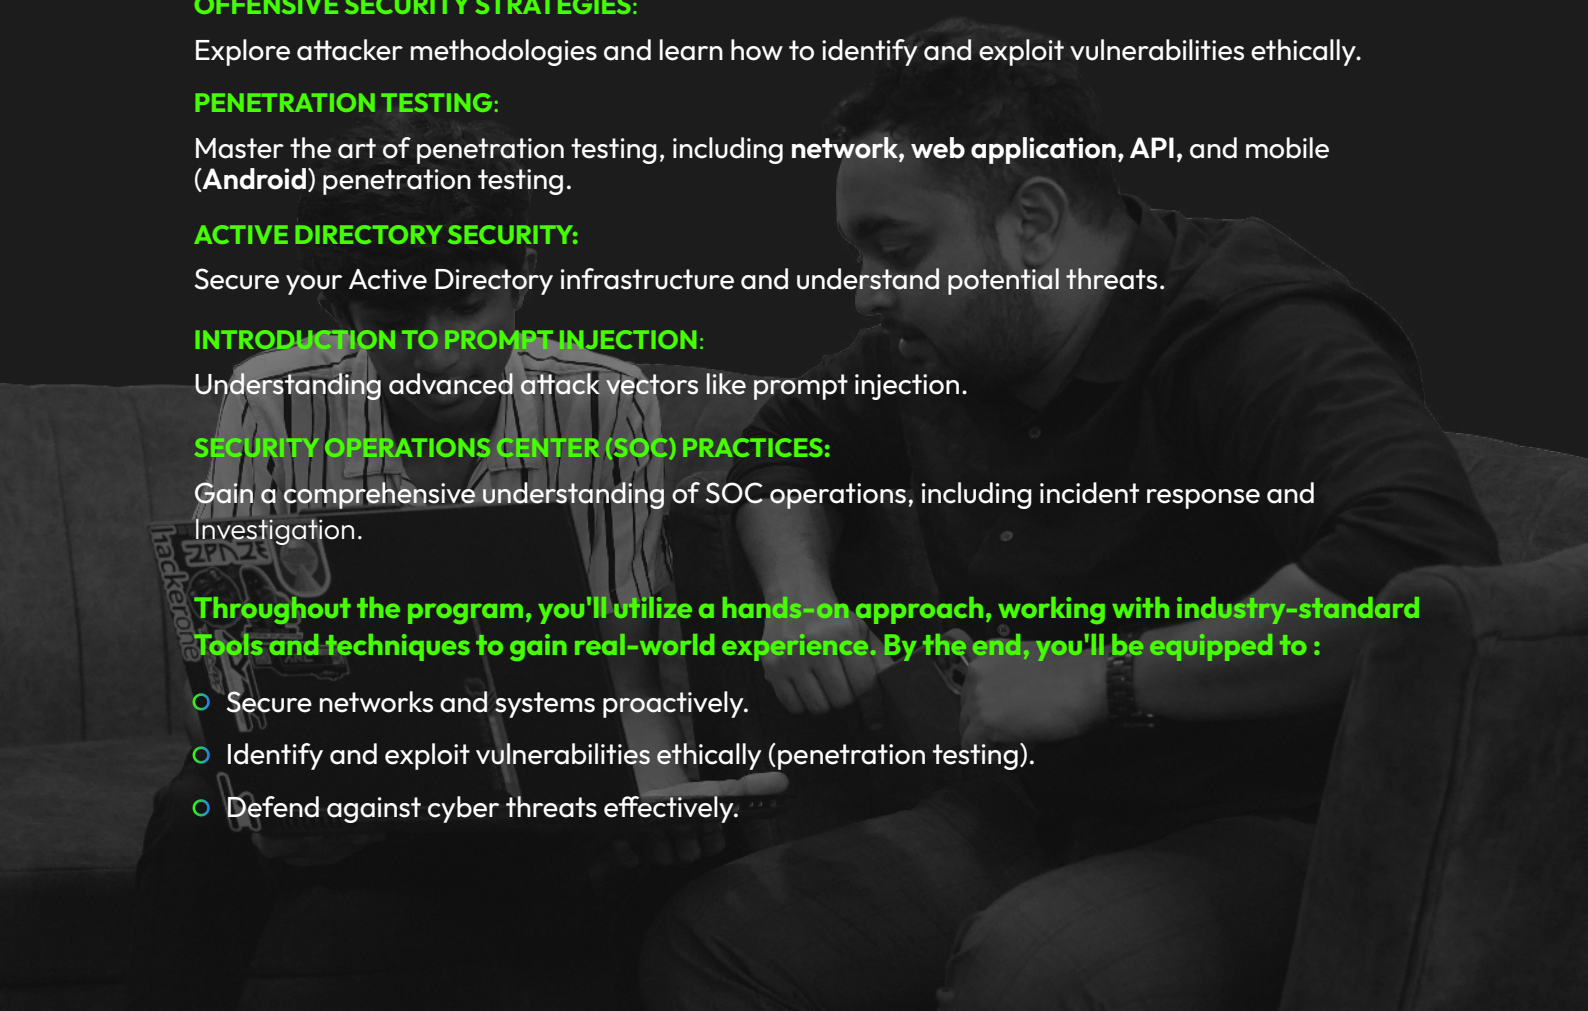 OFFENSIVE SECURITY STRATEGIES:
Explore attacker methodologies and learn how to identify and exploit vulnerabilities ethically.
PENETRATION TESTING:
Master the art of penetration testing, including network, web application, API, and mobile
(Android) penetration testing.
ACTIVE DIRECTORY SECURITY:
Secure your Active Directory infrastructure and understand potential threats.
INTRODUCTION TO PROMPT INJECTION:
Understanding advanced attack vectors like prompt injection.
SECURITY OPERATIONS CENTER (SOC) PRACTICES:
Gain a comprehensive understanding of SOC operations, including incident response and
Investigation.
hackerone
Throughout the program, you'll utilize a hands-on approach, working with industry-standard
Tools and techniques to gain real-world experience. By the end, you'll be equipped to :
Secure networks and systems proactively.
Identify and exploit vulnerabilities ethically (penetration testing).
Defend against cyber threats effectively.